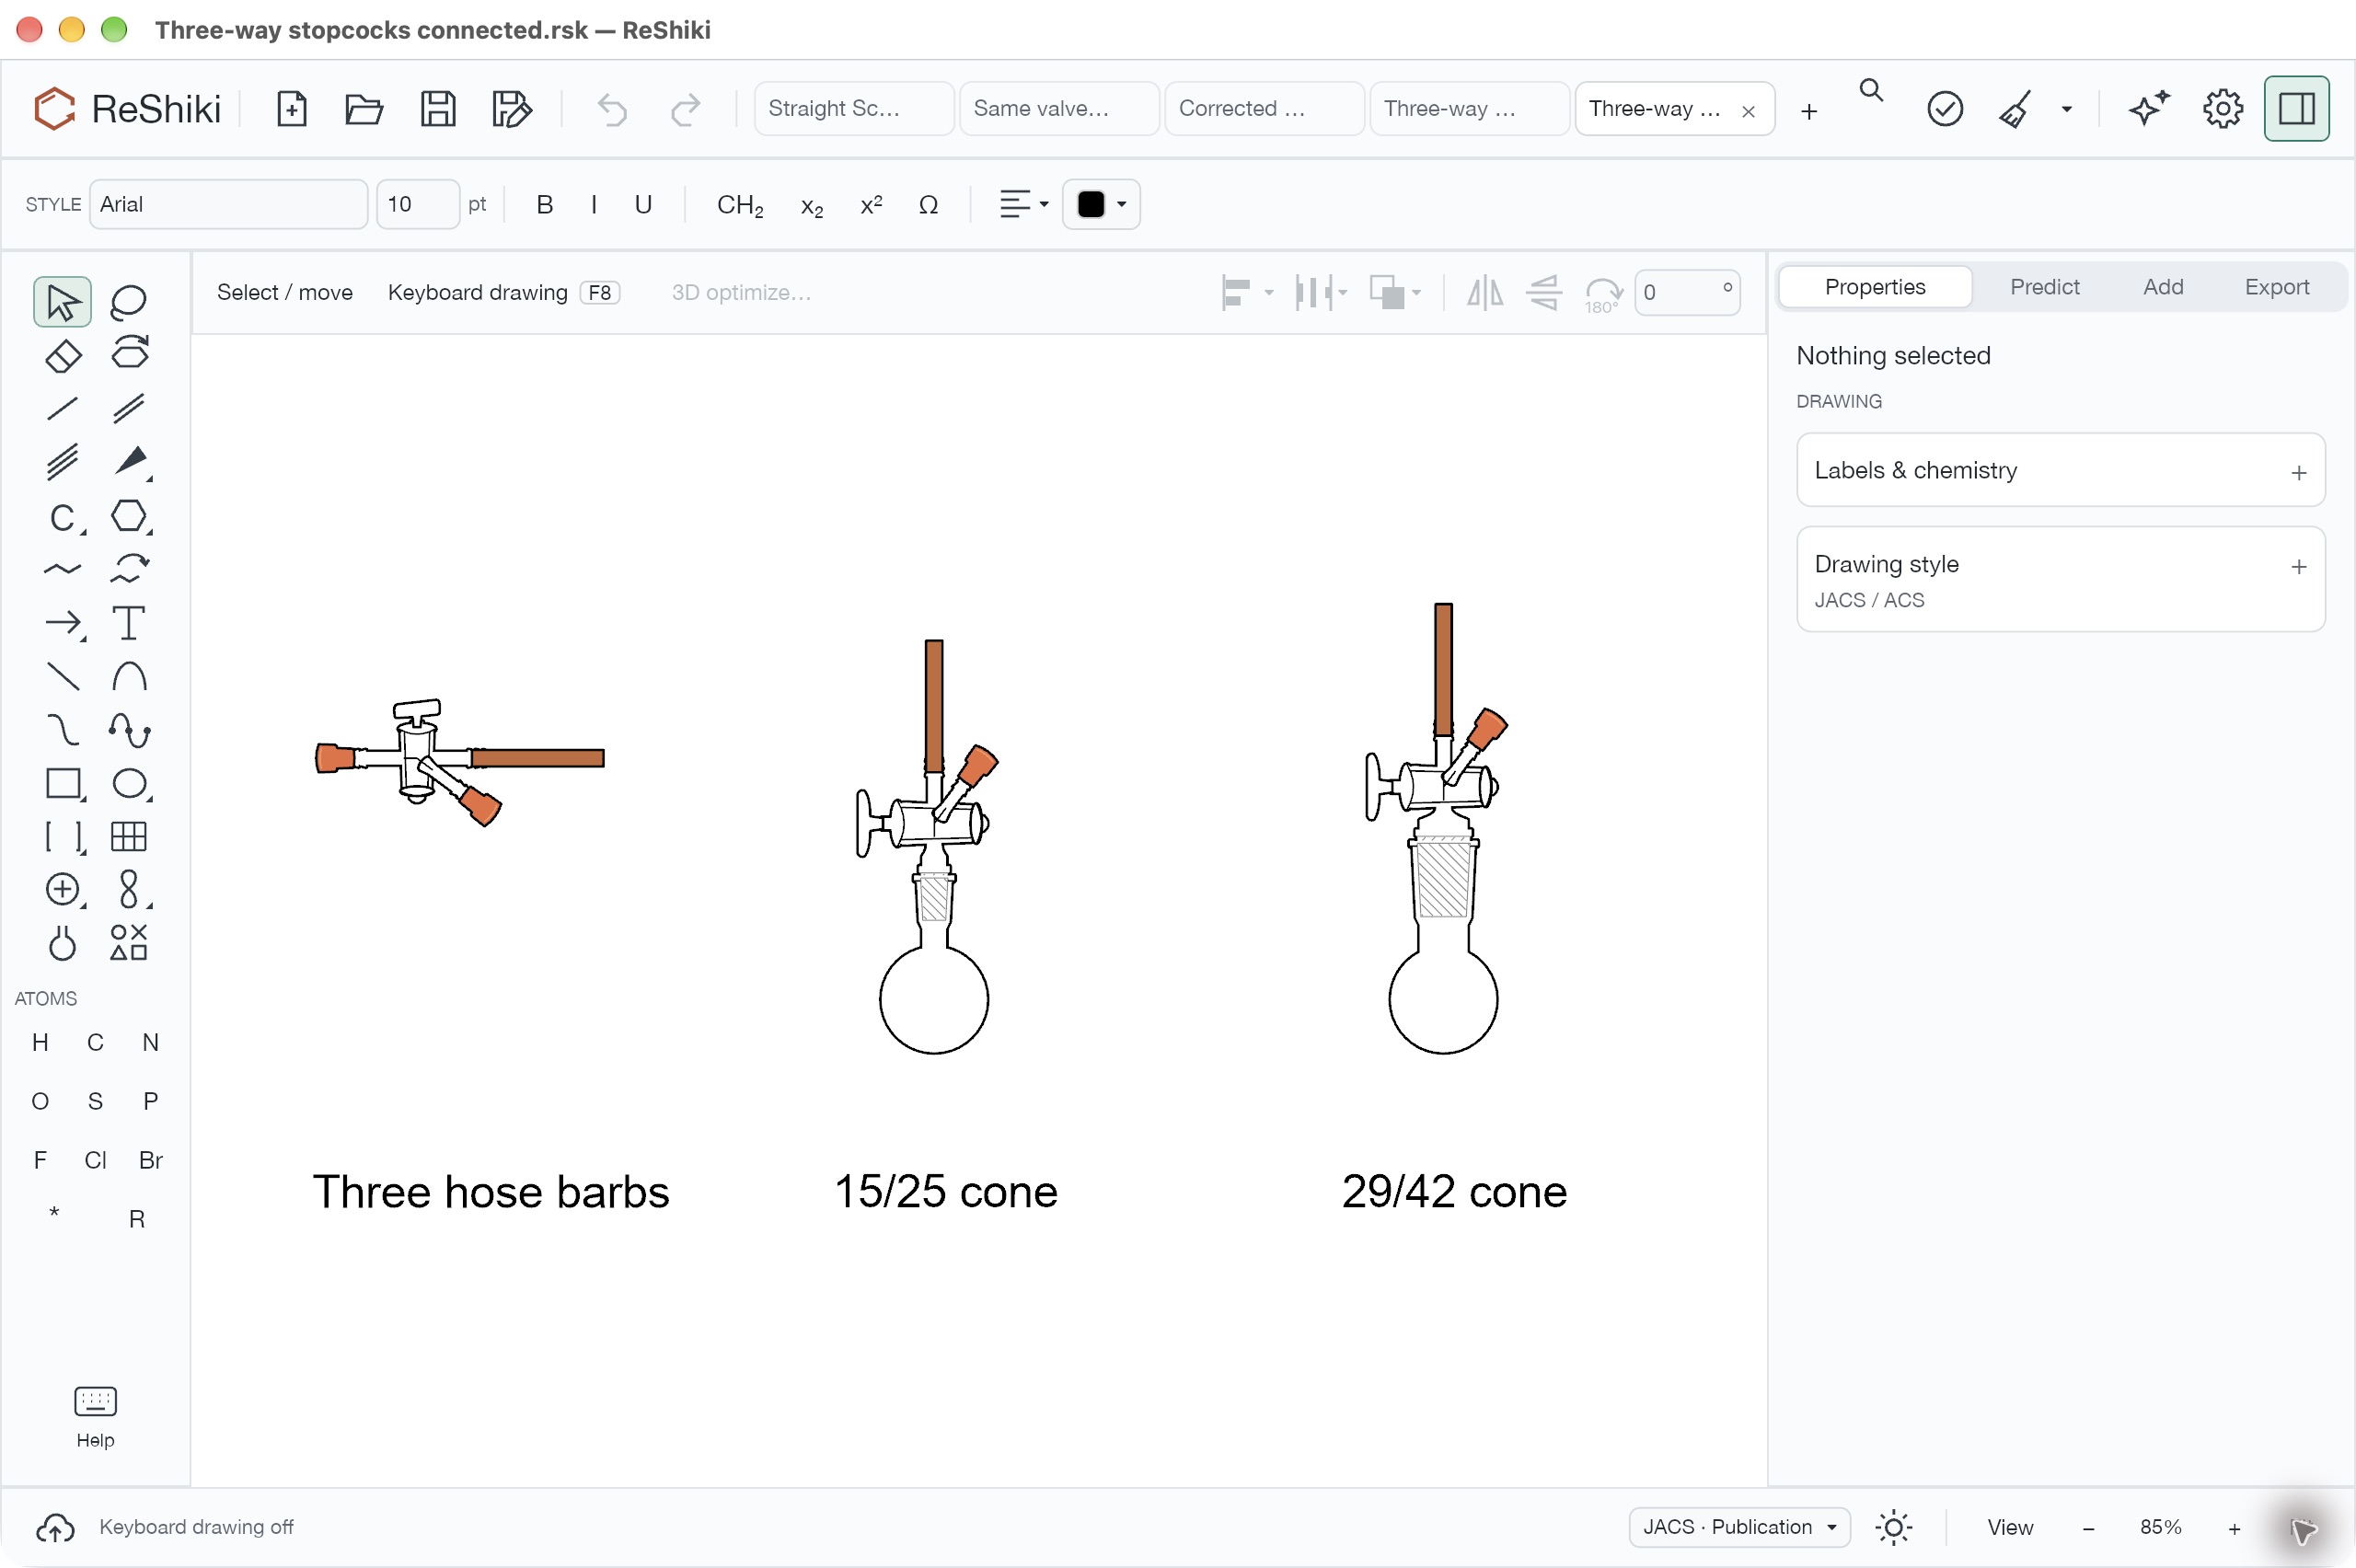 Three-way stopcocks connected.rsk — ReShiki
ReShiki
Straight Sc...
Same valve...
Corrected ...
Three-way ...
Three-way ...
STYLE
Arial
10
pt
B I U
CH₂ x₂ x² Ω
Select / move
Keyboard drawing F8
3D optimize...
180°
0 °
Properties
Predict
Add
Export
Nothing selected
DRAWING
Labels & chemistry
Drawing style
JACS / ACS
C
T
ATOMS
H C N
O S P
F Cl Br
* R
Help
Three hose barbs
15/25 cone
29/42 cone
Keyboard drawing off
JACS · Publication
View
– 85% +